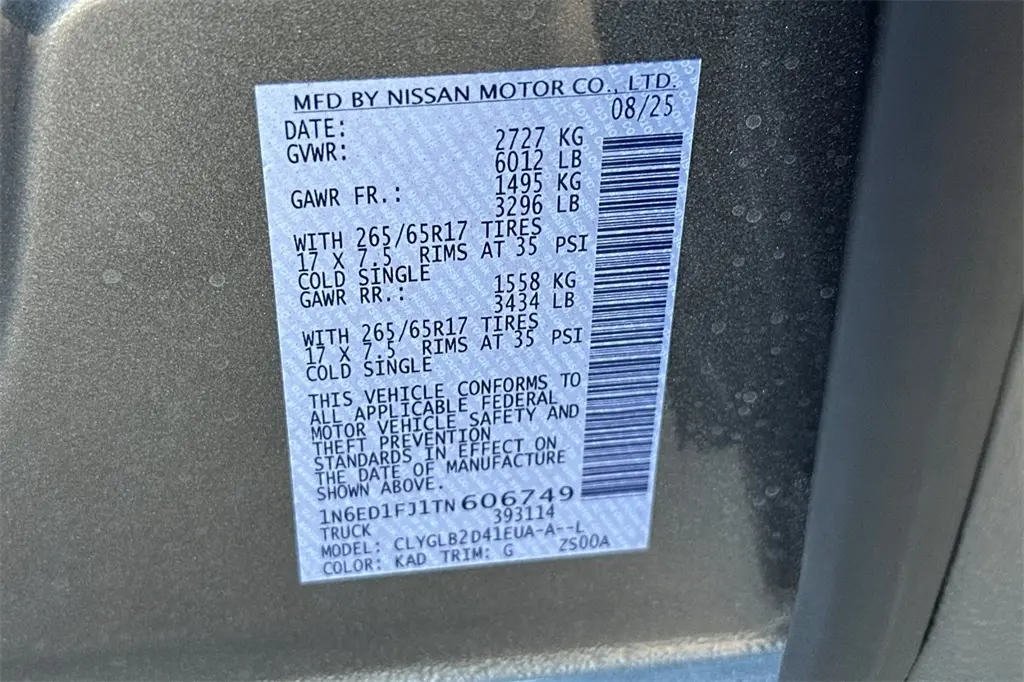 MFD BY NISSAN MOTOR CO., LTD.
DATE: 08/25
GVWR: 2727 KG
6012 LB
GAWR FR.: 1495 KG
3296 LB
WITH 265/65R17 TIRES
17 X 7.5 RIMS AT 35 PSI
COLD SINGLE
GAWR RR.: 1558 KG
3434 LB
WITH 265/65R17 TIRES
17 X 7.5 RIMS AT 35 PSI
COLD SINGLE
THIS VEHICLE CONFORMS TO
ALL APPLICABLE FEDERAL
MOTOR VEHICLE SAFETY AND
THEFT PREVENTION
STANDARDS IN EFFECT ON
THE DATE OF MANUFACTURE
SHOWN ABOVE.
1N6ED1FJ1TN606749
TRUCK 393114
MODEL: CLYGLB2D41EUA-A--L
COLOR: KAD TRIM: G ZS00A